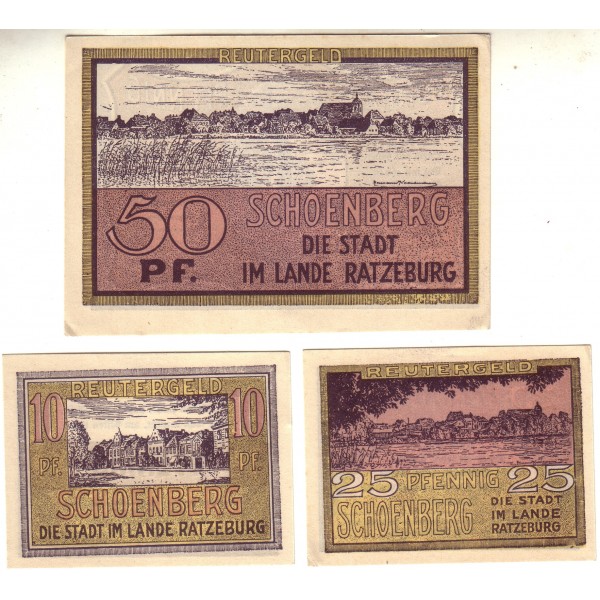 REUTERGELD
50 SCHOENBERG
PF. DIE STADT
IM LANDE RATZEBURG
REUTERGELD
10 10
Pf. Pf.
SCHOENBERG
DIE STADT IM LANDE RATZEBURG
REUTERGELD
25 PFENNIG 25
SCHOENBERG DIE STADT
IM LANDE
RATZEBURG